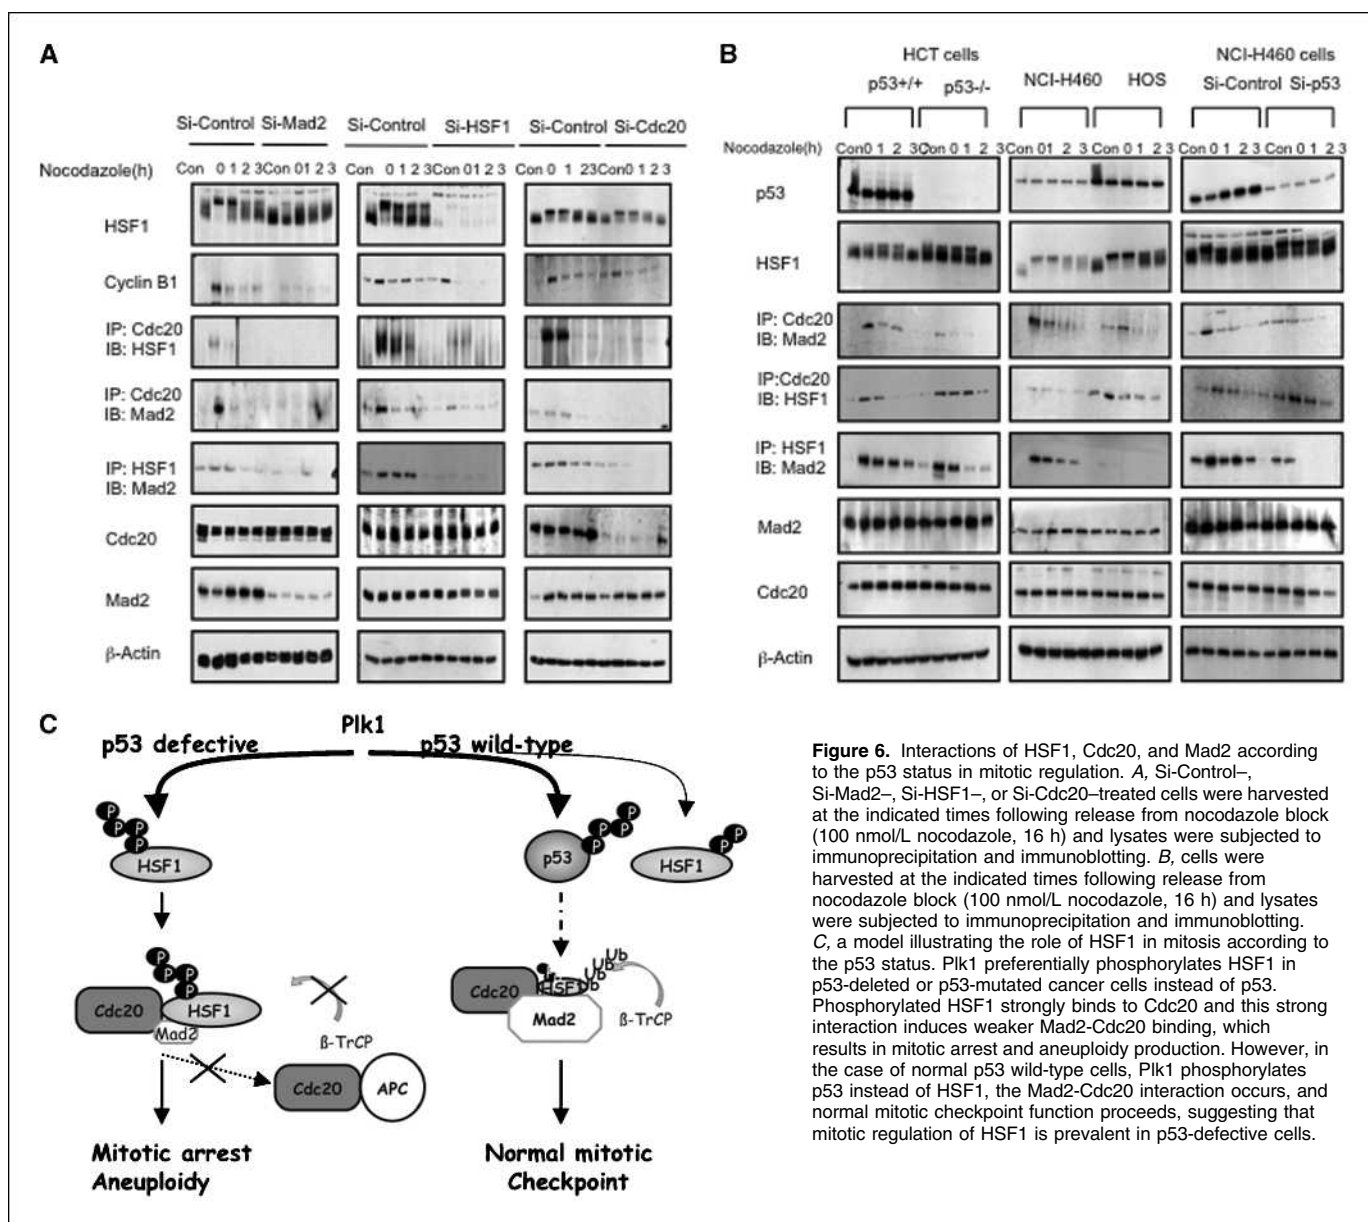 A
Si-Control Si-Mad2 Si-Control Si-HSF1 Si-Control Si-Cdc20
Nocodazole(h) Con 0 1 2 3Con 01 2 3 Con 0 1 2 3Con 0 1 2 3 Con 0 1 23Con0 1 2 3
HSF1
Cyclin B1
IP: Cdc20
IB: HSF1
IP: Cdc20
IB: Mad2
IP: HSF1
IB: Mad2
Cdc20
Mad2
β-Actin
B
HCT cells NCI-H460 cells
p53+/+ p53-/- NCI-H460 HOS Si-Control Si-p53
Nocodazole(h) Con0 1 2 3Con 0 1 2 3 Con 01 2 3 Con 0 1 2 3 Con 0 1 2 3Con 0 1 2 3
p53
HSF1
IP: Cdc20
IB: Mad2
IP:Cdc20
IB: HSF1
IP: HSF1
IB: Mad2
Mad2
Cdc20
β-Actin
C
Plk1
p53 defective p53 wild-type
P P P P
HSF1
P P P P
p53
P P
HSF1
P P P P
Cdc20 HSF1
Mad2
ß-TrCP
Cdc20 APC
Mitotic arrest
Aneuploidy
Cdc20 HSF1 Ub Ub Ub
Mad2
ß-TrCP
Normal mitotic
Checkpoint
Figure 6. Interactions of HSF1, Cdc20, and Mad2 according
to the p53 status in mitotic regulation. A, Si-Control–,
Si-Mad2–, Si-HSF1–, or Si-Cdc20–treated cells were harvested
at the indicated times following release from nocodazole block
(100 nmol/L nocodazole, 16 h) and lysates were subjected to
immunoprecipitation and immunoblotting. B, cells were
harvested at the indicated times following release from
nocodazole block (100 nmol/L nocodazole, 16 h) and lysates
were subjected to immunoprecipitation and immunoblotting.
C, a model illustrating the role of HSF1 in mitosis according to
the p53 status. Plk1 preferentially phosphorylates HSF1 in
p53-deleted or p53-mutated cancer cells instead of p53.
Phosphorylated HSF1 strongly binds to Cdc20 and this strong
interaction induces weaker Mad2-Cdc20 binding, which
results in mitotic arrest and aneuploidy production. However, in
the case of normal p53 wild-type cells, Plk1 phosphorylates
p53 instead of HSF1, the Mad2-Cdc20 interaction occurs, and
normal mitotic checkpoint function proceeds, suggesting that
mitotic regulation of HSF1 is prevalent in p53-defective cells.